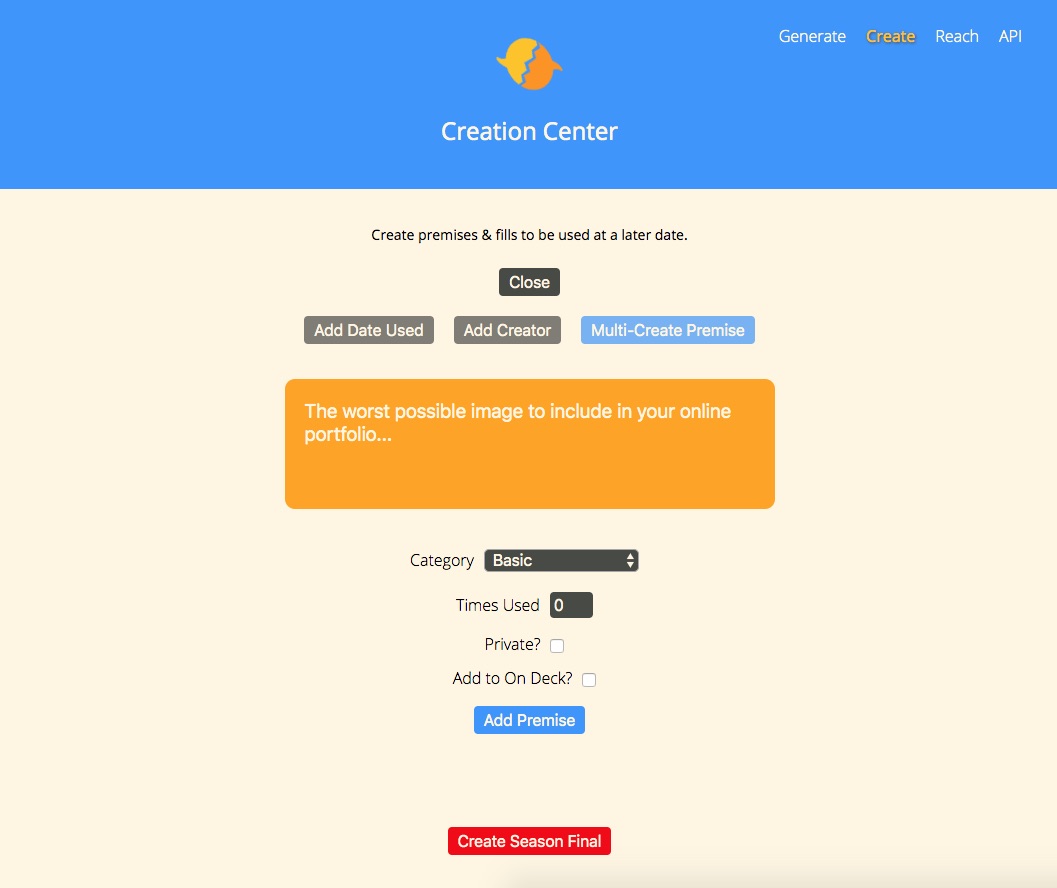 Generate Create Reach API
Creation Center
Create premises & fills to be used at a later date.
Close
Add Date Used Add Creator Multi-Create Premise
The worst possible image to include in your online
portfolio...
Category Basic
Times Used 0
Private?
Add to On Deck?
Add Premise
Create Season Final